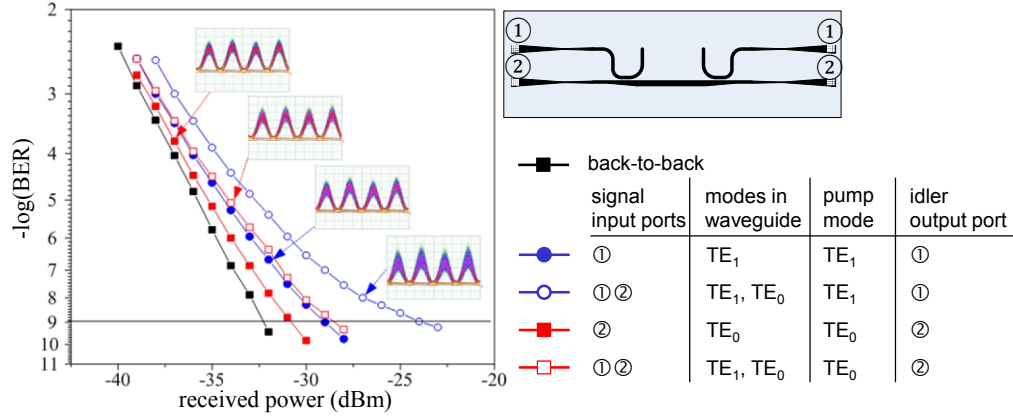 2
3
4
5
6
7
8
9
10
11
-log(BER)
-40
-35
-30
-25
-20
received power (dBm)
① ①
② ②
back-to-back
signal input ports modes in waveguide pump mode idler output port
① TE₁ TE₁ ①
①② TE₁, TE₀ TE₁ ①
② TE₀ TE₀ ②
①② TE₁, TE₀ TE₀ ②